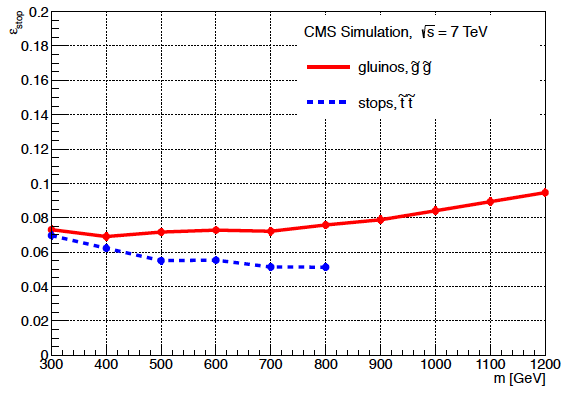 ε_stop
0.2
0.18
0.16
0.14
0.12
0.1
0.08
0.06
0.04
0.02
0
CMS Simulation, √s = 7 TeV
gluinos, g̃ g̃
stops, t̃ t̃
300 400 500 600 700 800 900 1000 1100 1200
m [GeV]